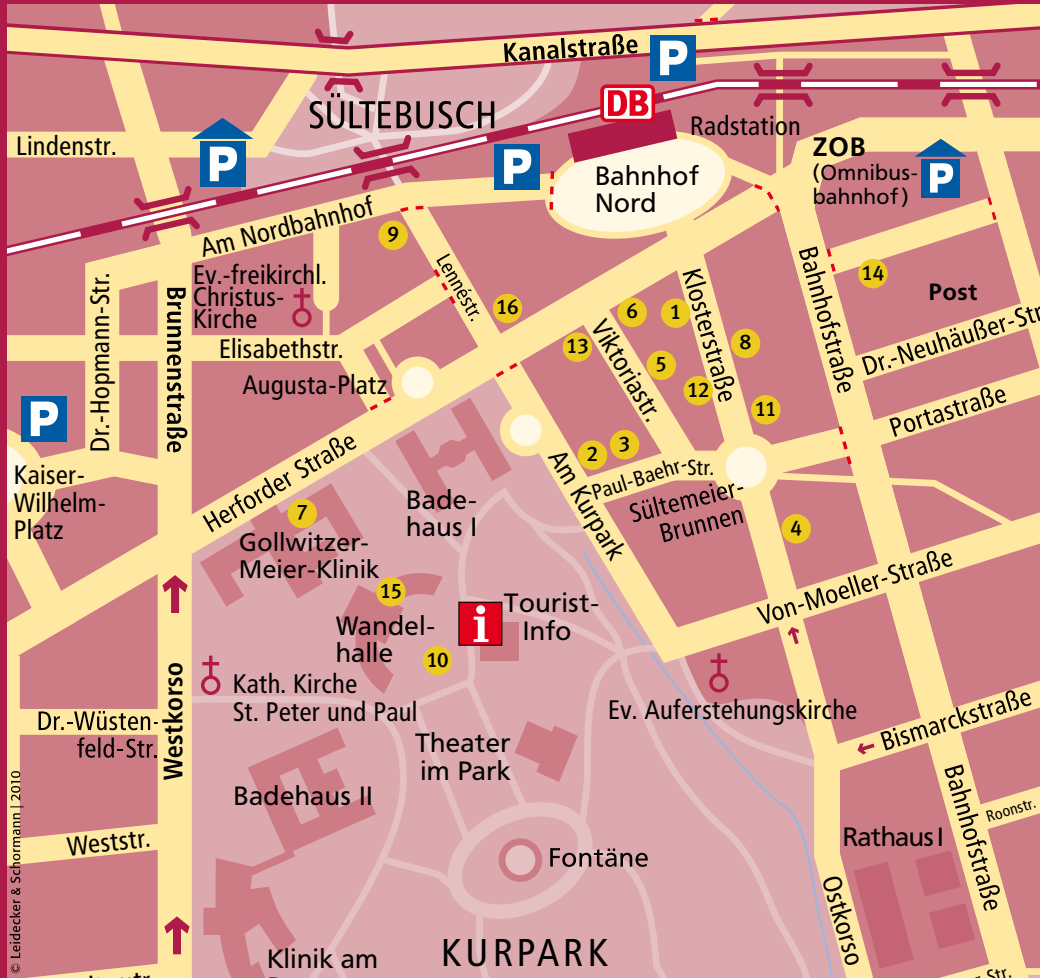 Kanalstraße
P
DB
SÜLTEBUSCH
Radstation
Lindenstr.
P
P
ZOB
(Omnibus-
bahnhof)
P
Bahnhof
Nord
Am Nordbahnhof
9
Lennéstr.
Ev.-freikirchl.
Christus-
Kirche
Dr.-Hopmann-Str.
Brunnenstraße
Elisabethstr.
Augusta-Platz
16
13
6
1
Klosterstraße
8
Viktoriastr.
5
12
11
Bahnhofstraße
14
Post
Dr.-Neuhäußer-Str
Portastraße
P
Kaiser-
Wilhelm-
Platz
Herforder Straße
2
3
Paul-Baehr-Str.
Am Kurpark
Sültemeier-
Brunnen
4
Bade-
haus I
7
Gollwitzer-
Meier-Klinik
15
Wandel-
halle
i
Tourist-
Info
10
Von-Moeller-Straße
Kath. Kirche
St. Peter und Paul
Ev. Auferstehungskirche
Westkorso
Dr.-Wüsten-
feld-Str.
Theater
im Park
Bismarckstraße
Badehaus II
Bahnhofstraße
Roonstr.
Weststr.
Rathaus I
Fontäne
Ostkorso
KURPARK
Klinik am
© Leidecker & Schormann | 2010